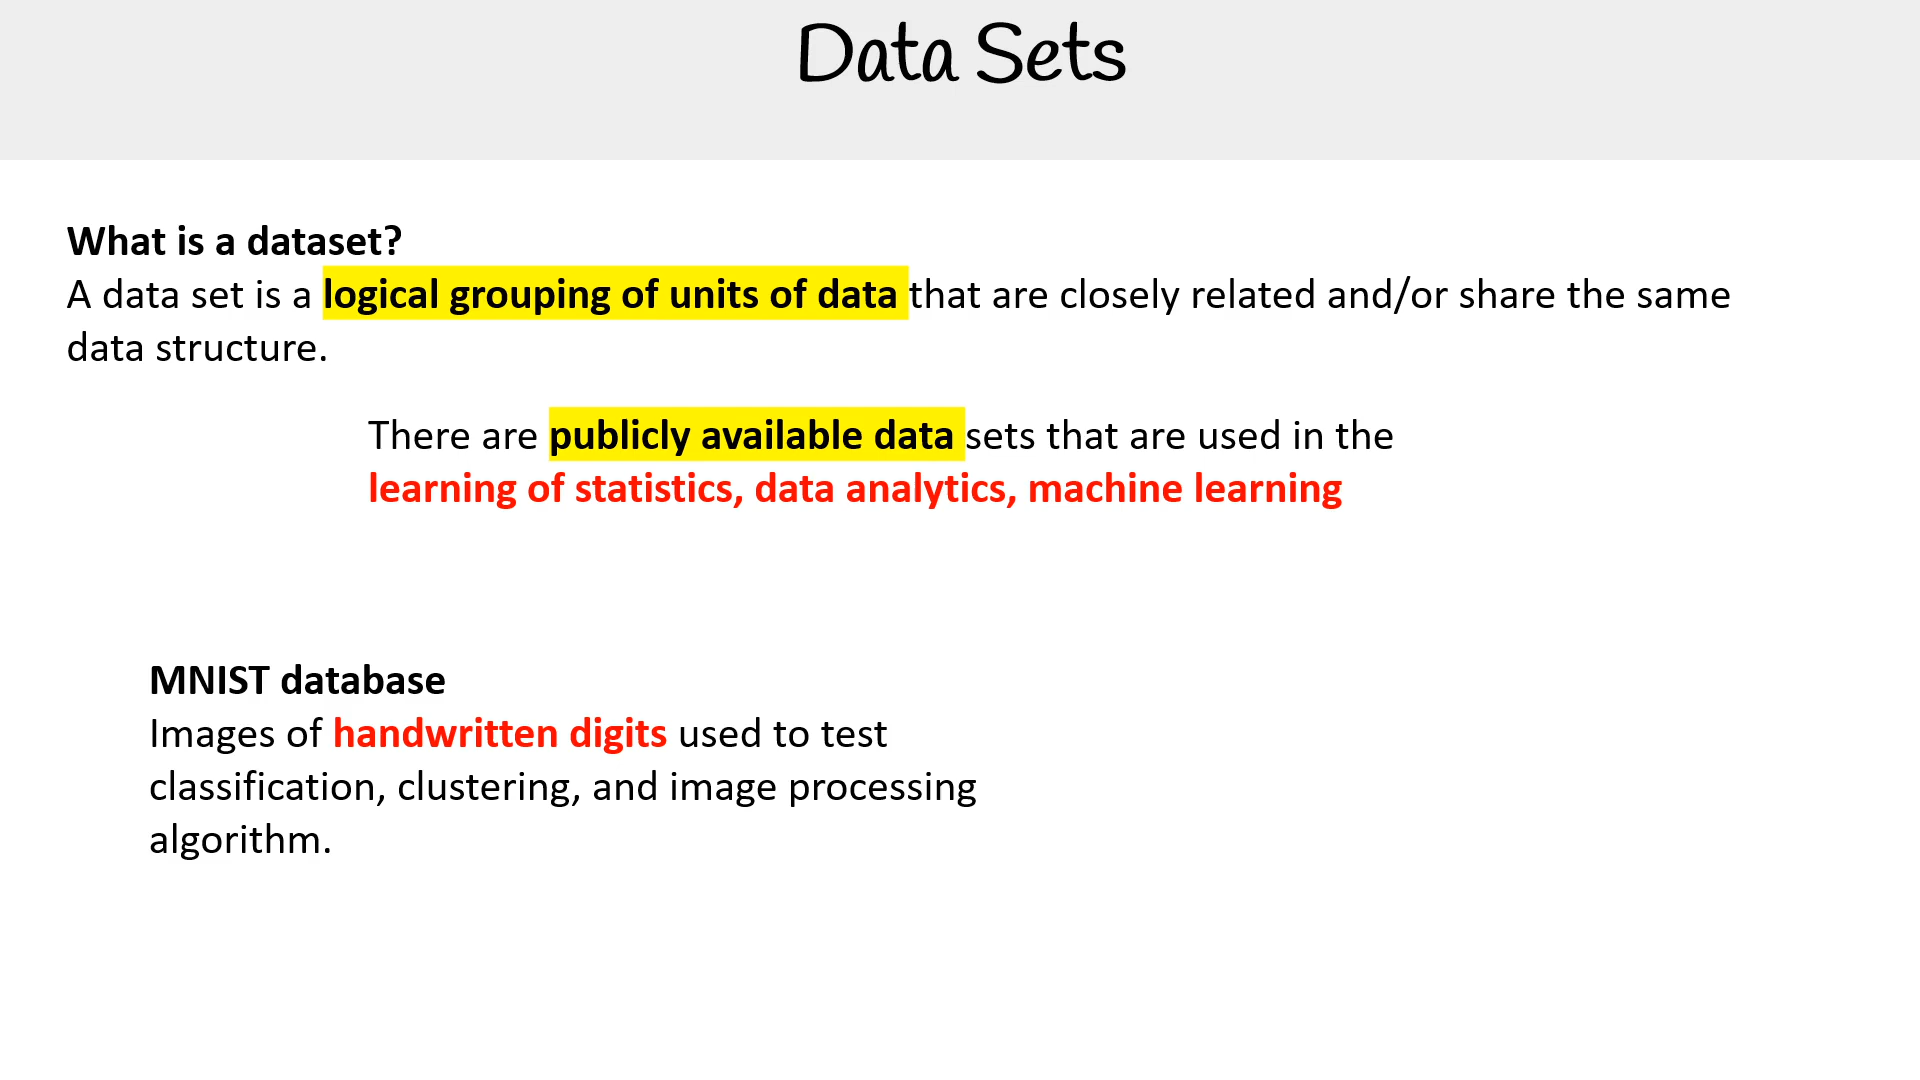 Data Sets
What is a dataset?
A data set is a logical grouping of units of data that are closely related and/or share the same
data structure.
There are publicly available data sets that are used in the
learning of statistics, data analytics, machine learning
MNIST database
Images of handwritten digits used to test
classification, clustering, and image processing
algorithm.